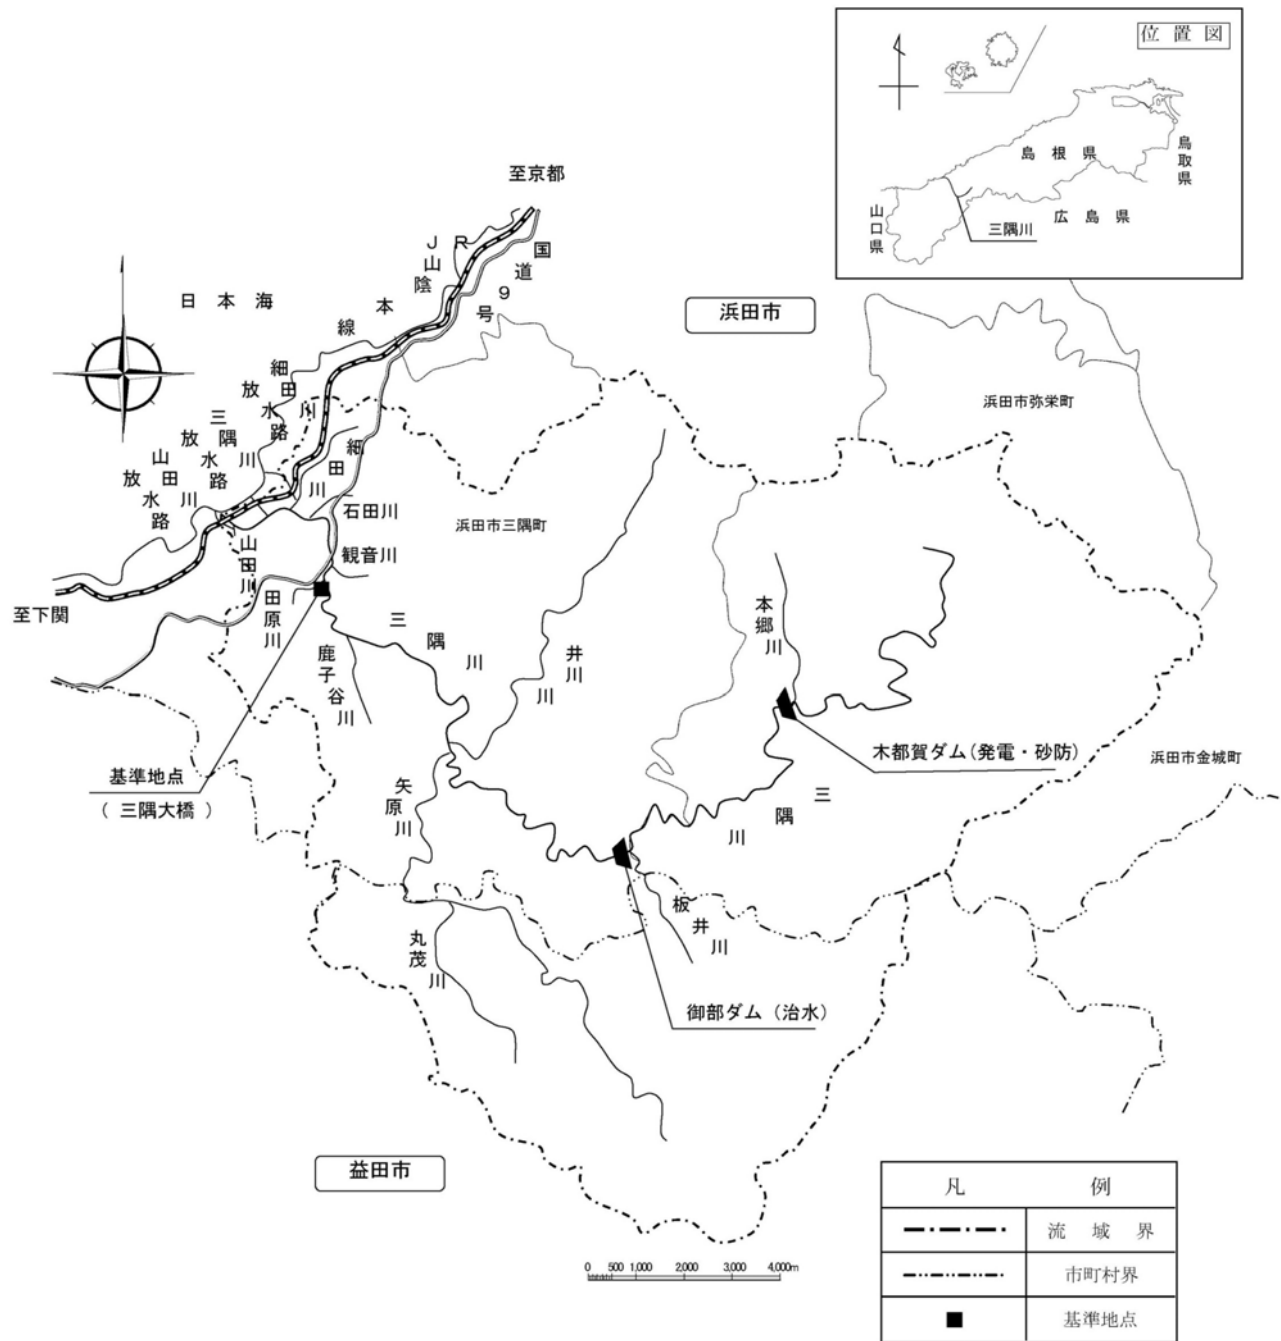 位置図
島根県
鳥取県
広島県
山口県
三隅川
至京都
JR山陰本線
国道9号
日本海
浜田市
浜田市弥栄町
細田川放水路
三隅川放水路
山田川放水路
細田川
石田川
浜田市三隅町
観音川
山田川
至下関
田原川
三隅川
井川川
本郷川
鹿子谷川
木都賀ダム(発電・砂防)
浜田市金城町
基準地点
( 三隅大橋 )
矢原川
三隅川
板井川
丸茂川
御部ダム(治水)
益田市
凡例
流域界
市町村界
基準地点
0 500 1,000 2,000 3,000 4,000m